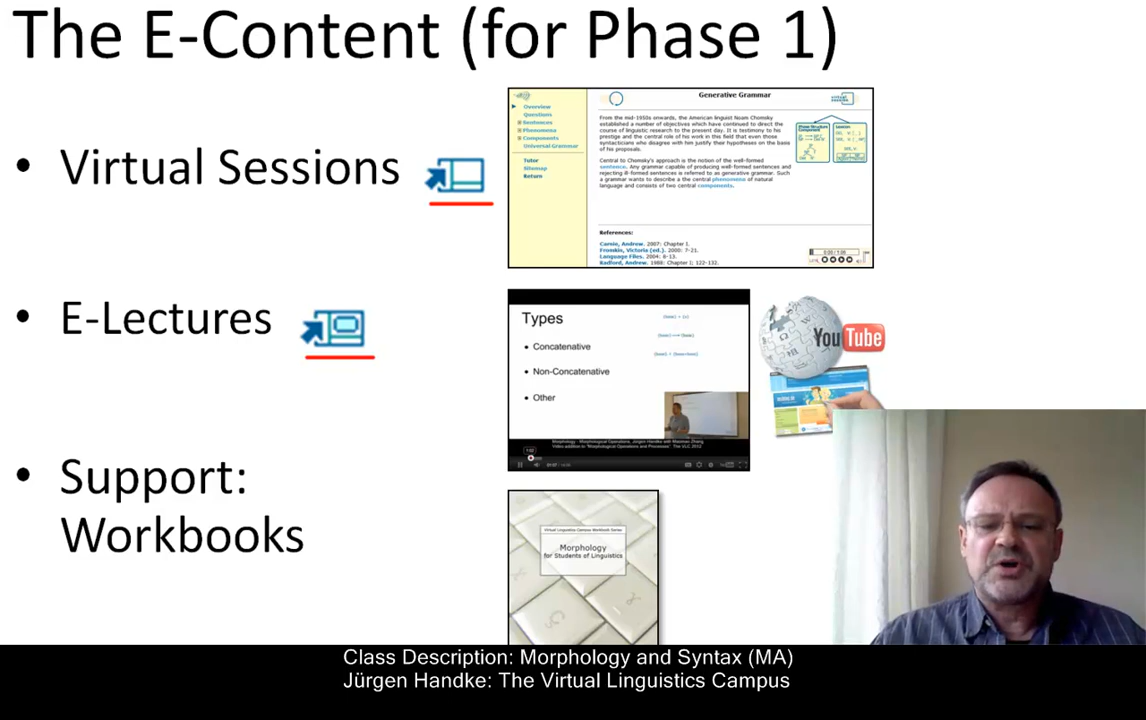 The E-Content (for Phase 1)
• Virtual Sessions
Generative Grammar
Overview
Questions
Sentences
Phenomena
Components
Universal Grammar
Tutor
Sitemap
Return
From the mid-1950s onwards, the American linguist Noam Chomsky
established a number of objectives which have continued to direct the
course of linguistic research to the present day. It is testimony to his
prestige and the central role of his work in this field that even those
syntacticians who disagree with him justify their hypotheses on the basis
of his proposals.
Central to Chomsky's approach is the notion of the well-formed
sentence. Any grammar capable of producing well-formed sentences and
rejecting ill-formed sentences is referred to as generative grammar. Such
a grammar wants to describe a the central phenomena of natural
language and consists of two central components.
References:
Carnie, Andrew. 2007: Chapter I.
Fromkin, Victoria (ed.). 2000: 7-21.
Language Files. 2004: 6-13.
Radford, Andrew. 1988: Chapter I; 122-132.
• E-Lectures
Types
• Concatenative
• Non-Concatenative
• Other
YouTube
• Support:
Workbooks
Virtual Linguistics Campus Workbook Series
Morphology
for Students of Linguistics
Class Description: Morphology and Syntax (MA)
Jürgen Handke: The Virtual Linguistics Campus